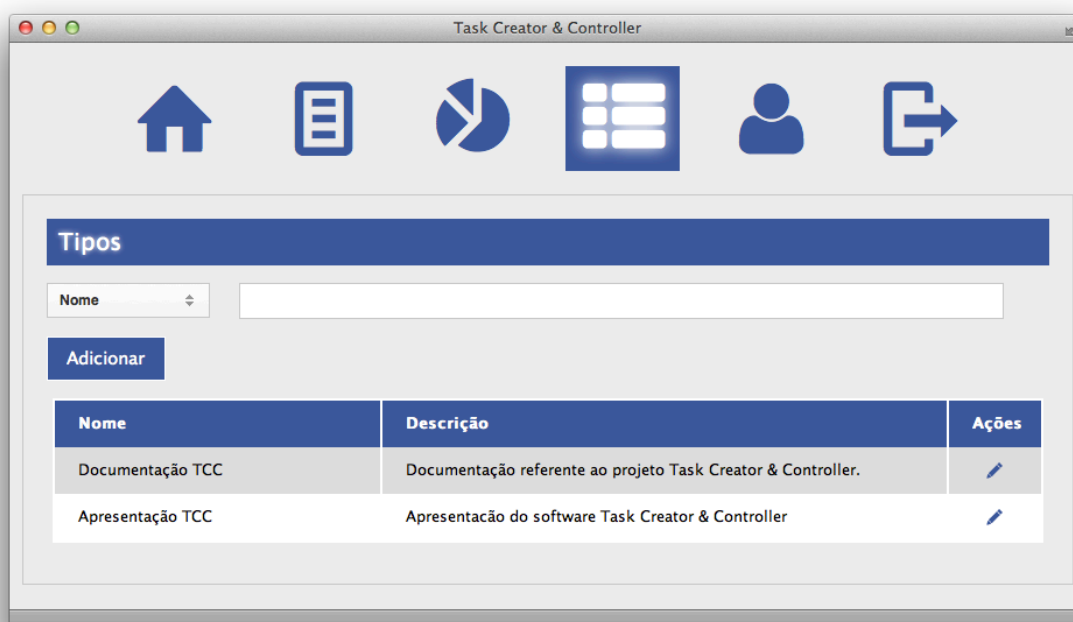 Task Creator & Controller
Tipos
Nome
Adicionar
Nome Descrição Ações
Documentação TCC Documentação referente ao projeto Task Creator & Controller.
Apresentação TCC Apresentacão do software Task Creator & Controller